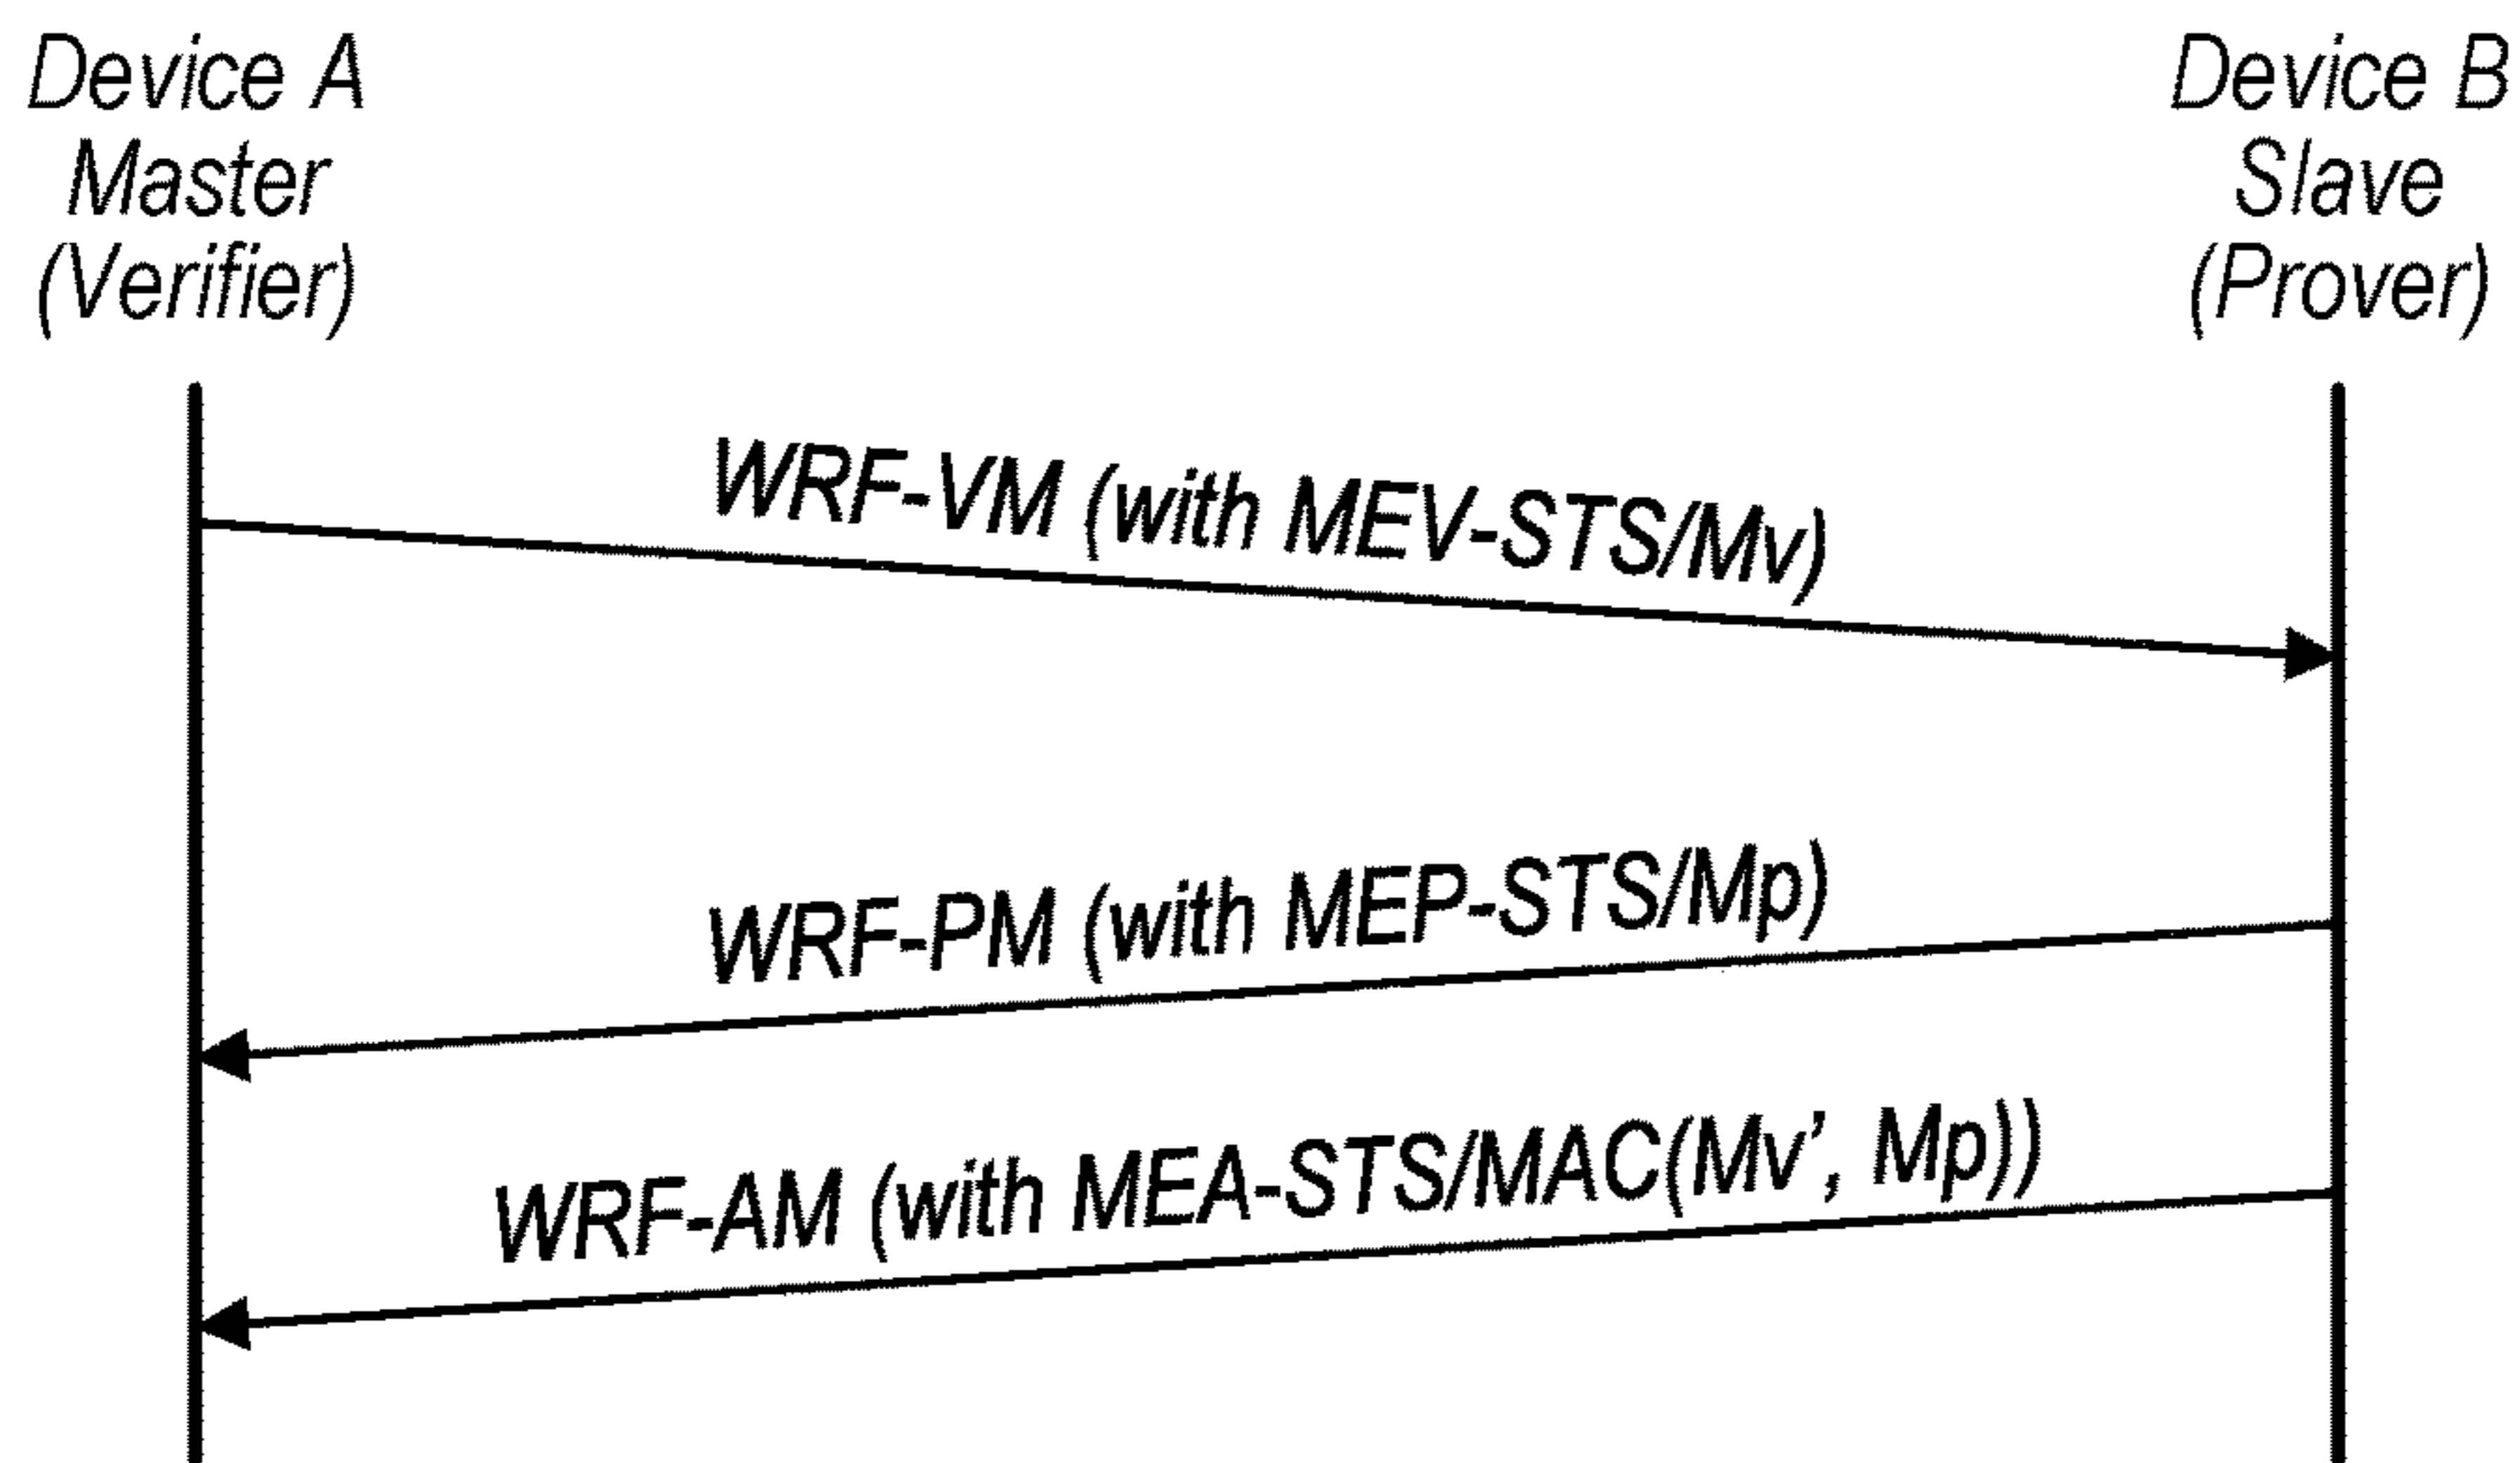 Device A
Master
(Verifier)
Device B
Slave
(Prover)
WRF-VM (with MEV-STS/Mv)
WRF-PM (with MEP-STS/Mp)
WRF-AM (with MEA-STS/MAC(Mv’, Mp))